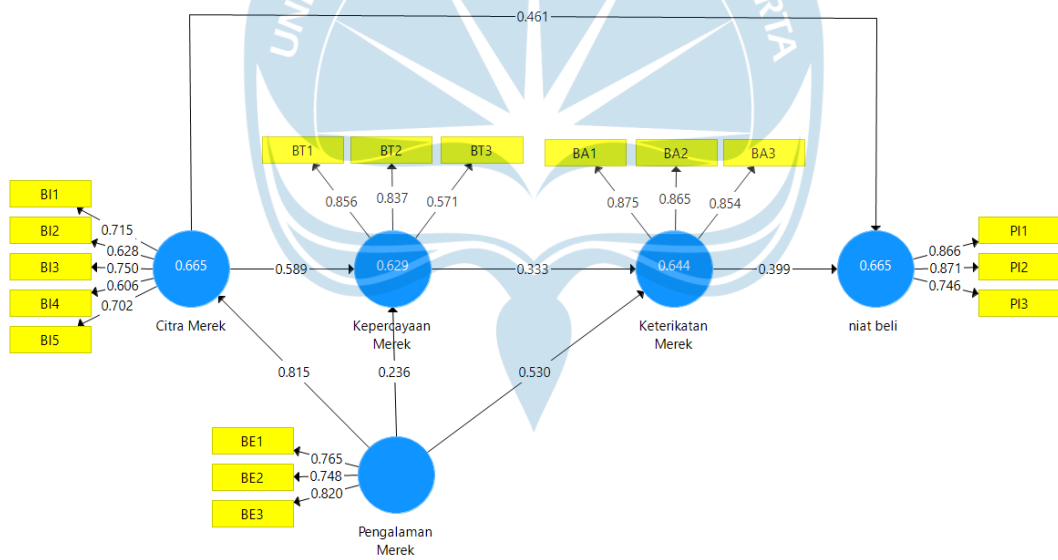 0.461
UNI
RTA
BT1
BT2
BT3
BA1
BA2
BA3
0.856
0.837
0.571
0.875
0.865
0.854
BI1
BI2
BI3
BI4
BI5
0.715
0.628
0.750
0.606
0.702
0.665
0.589
0.629
0.333
0.644
0.399
0.665
0.866
0.871
0.746
PI1
PI2
PI3
Citra Merek
Kepercayaan
Merek
Keterikatan
Merek
niat beli
0.815
0.236
0.530
BE1
BE2
BE3
0.765
0.748
0.820
Pengalaman
Merek